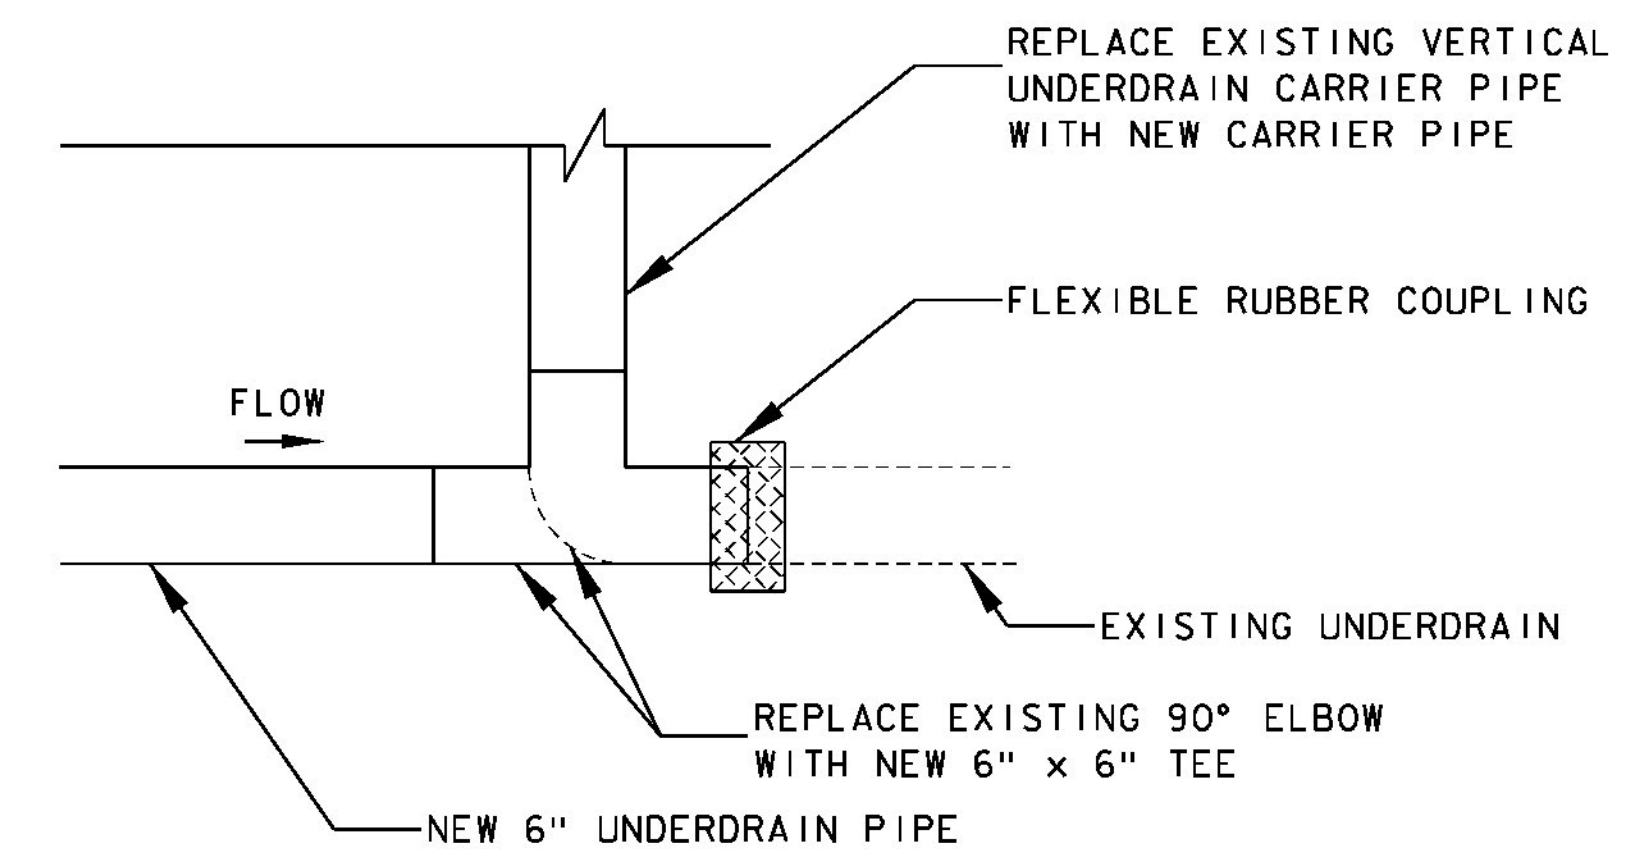 REPLACE EXISTING VERTICAL
UNDERDRAIN CARRIER PIPE
WITH NEW CARRIER PIPE
FLEXIBLE RUBBER COUPLING
FLOW
EXISTING UNDERDRAIN
REPLACE EXISTING 90° ELBOW
WITH NEW 6" x 6" TEE
NEW 6" UNDERDRAIN PIPE